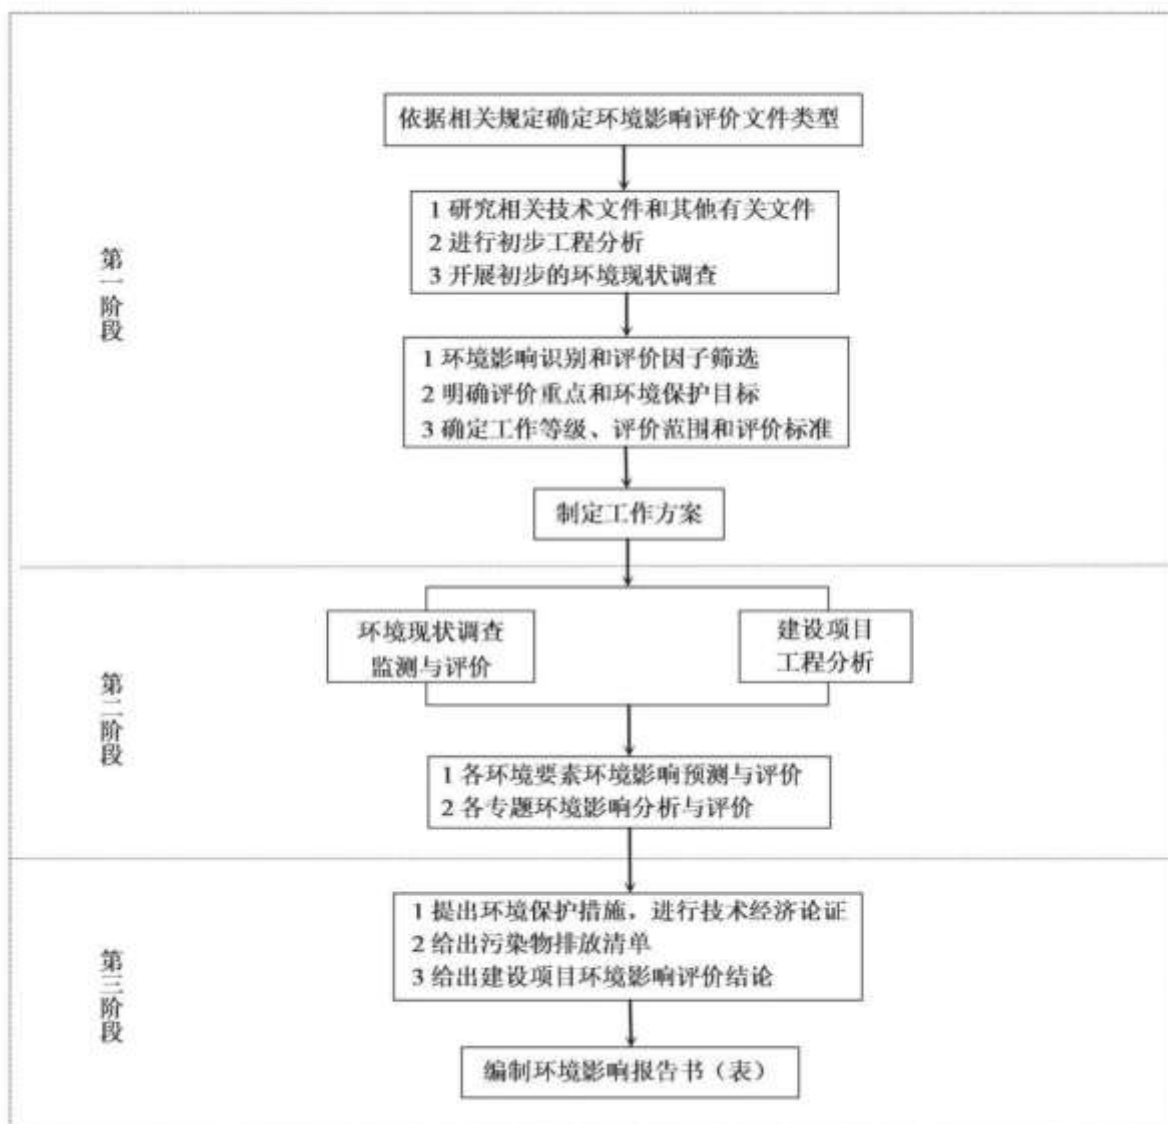 依据相关规定确定环境影响评价文件类型
1 研究相关技术文件和其他有关文件
2 进行初步工程分析
3 开展初步的环境现状调查
第一阶段
1 环境影响识别和评价因子筛选
2 明确评价重点和环境保护目标
3 确定工作等级、评价范围和评价标准
制定工作方案
环境现状调查
监测与评价
建设项目
工程分析
第二阶段
1 各环境要素环境影响预测与评价
2 各专题环境影响分析与评价
1 提出环境保护措施，进行技术经济论证
2 给出污染物排放清单
3 给出建设项目环境影响评价结论
第三阶段
编制环境影响报告书（表）